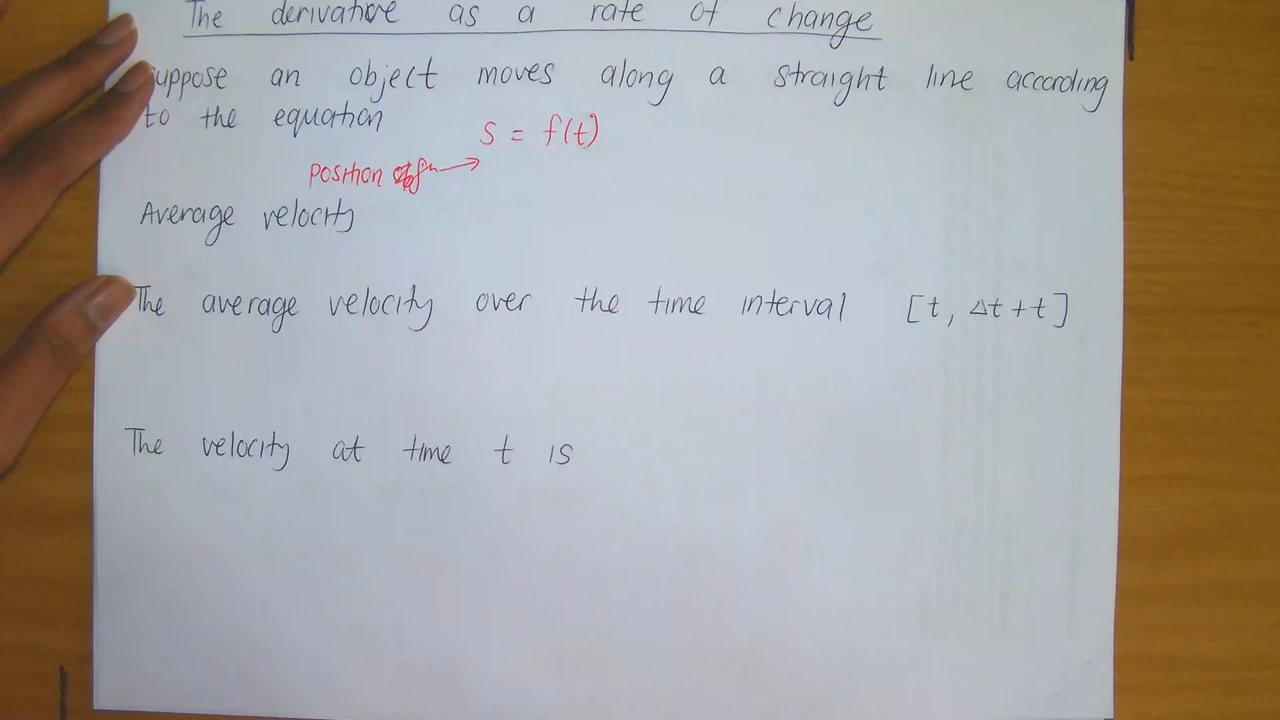 The derivative as a rate of change
uppose an object moves along a straight line according
to the equation
s = f(t)
position fn →
Average velocity
The average velocity over the time interval [t, Δt + t]
The velocity at time t is